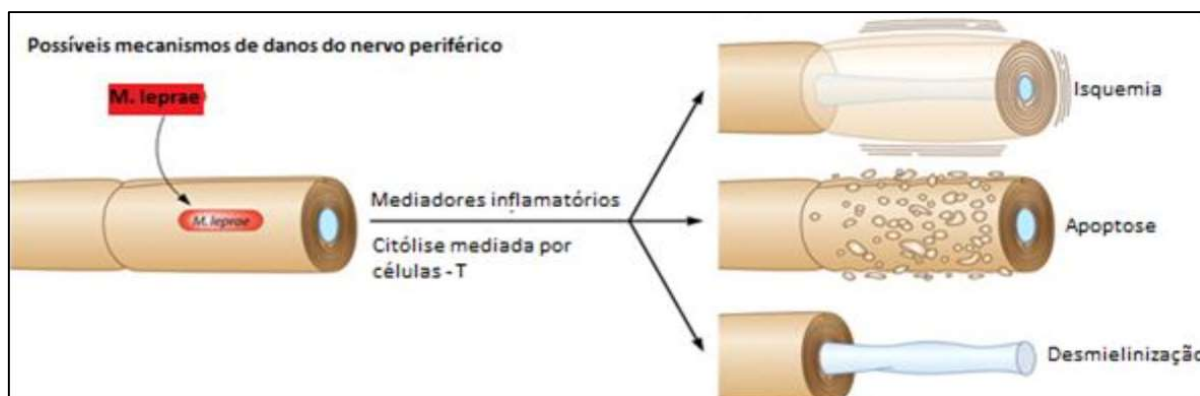 Possíveis mecanismos de danos do nervo periférico
M. leprae
M. leprae
Mediadores inflamatórios
Citólise mediada por
células - T
Isquemia
Apoptose
Desmielinização